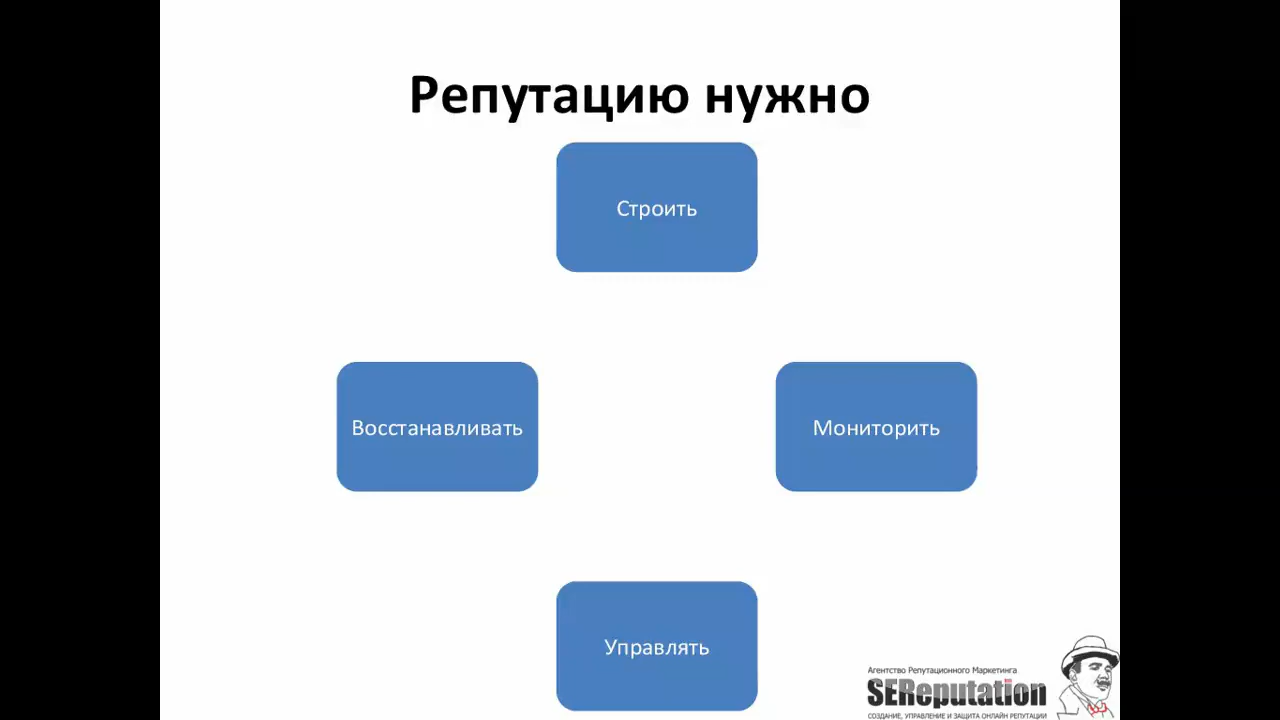 Репутацию нужно
Строить
Восстанавливать
Мониторить
Управлять
Агентство Репутационного Маркетинга
SEReputation
СОЗДАНИЕ, УПРАВЛЕНИЕ И ЗАЩИТА ОНЛАЙН РЕПУТАЦИИ